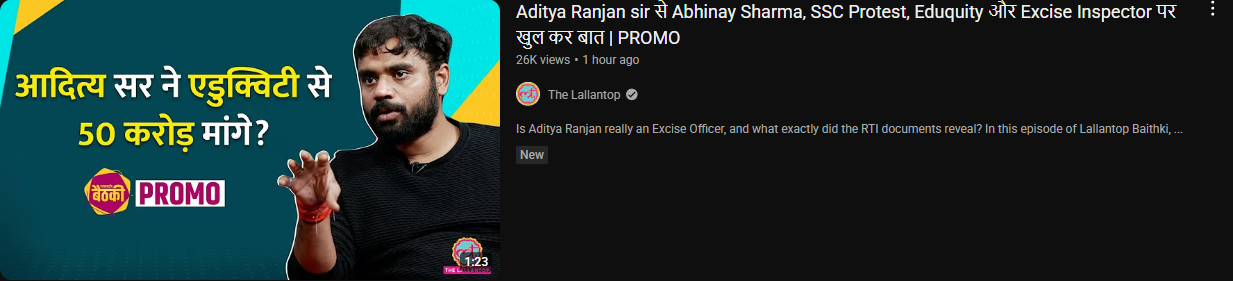 आदित्य सर ने एडुक्विटी से
50 करोड़ मांगे?
बैठकी PROMO
THE LALLANTOP
1:23
Aditya Ranjan sir से Abhinay Sharma, SSC Protest, Eduquity और Excise Inspector पर
खुल कर बात | PROMO
26K views • 1 hour ago
The Lallantop
Is Aditya Ranjan really an Excise Officer, and what exactly did the RTI documents reveal? In this episode of Lallantop Baithki, ...
New